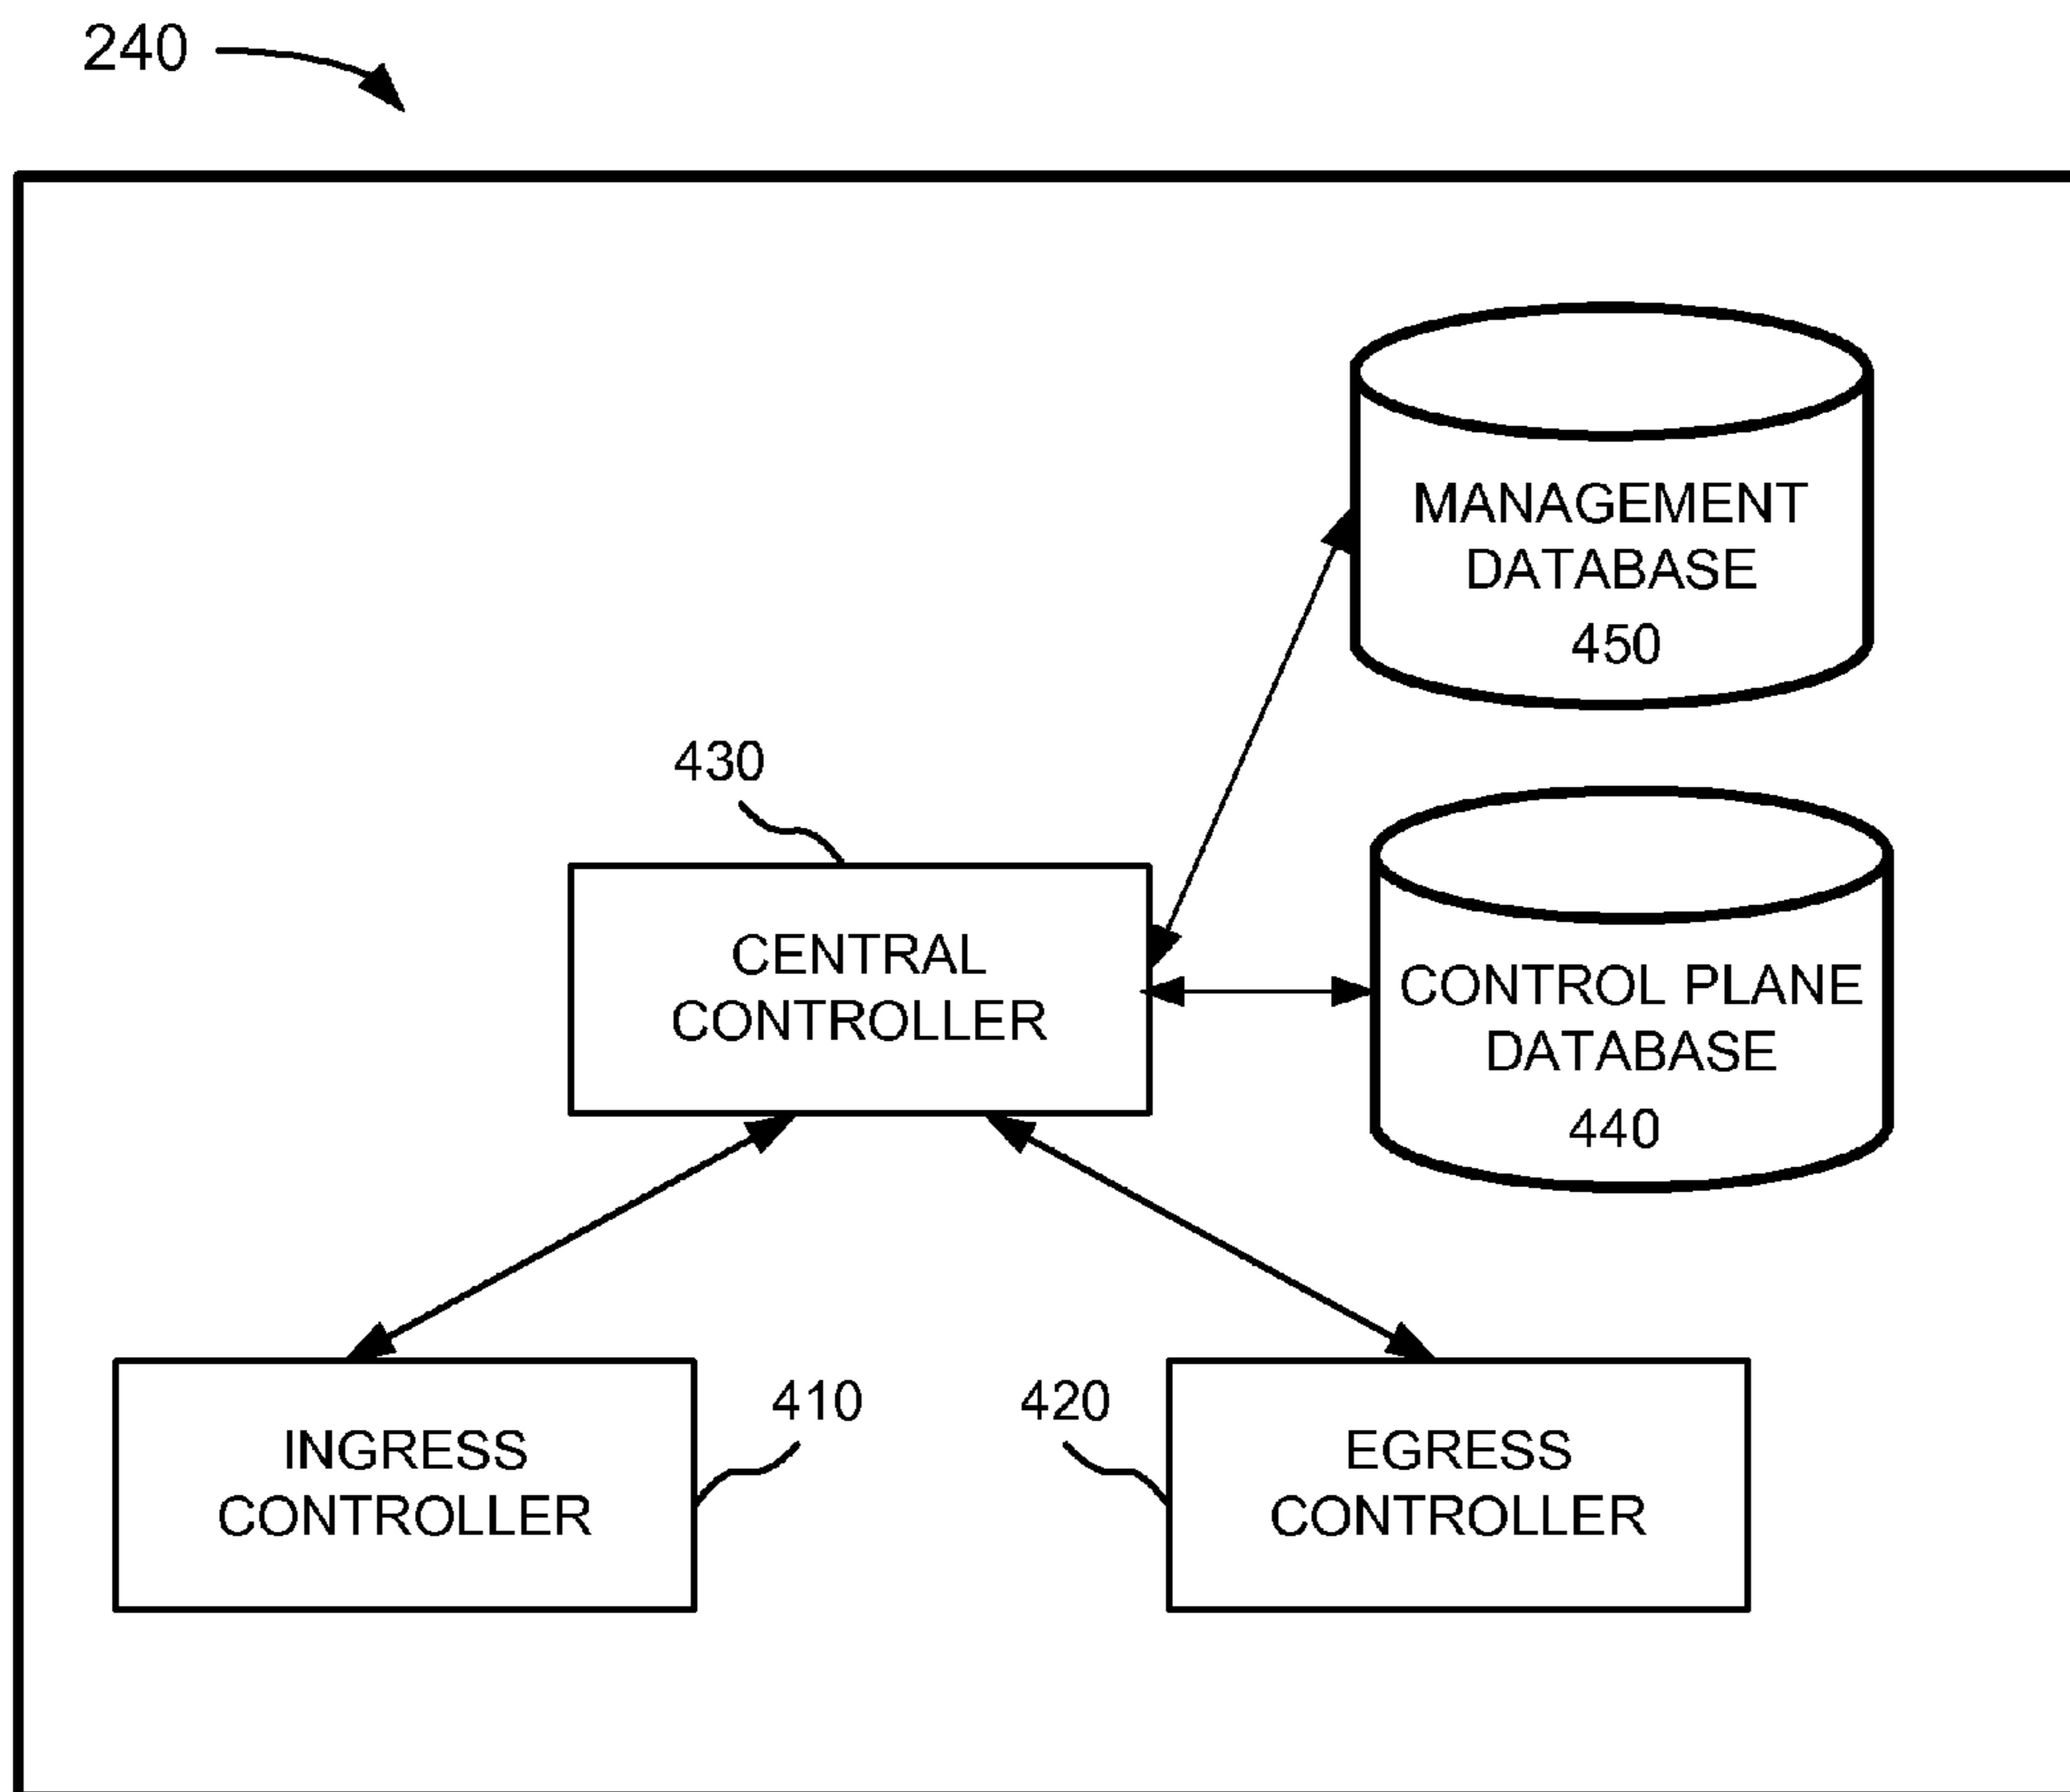 240
MANAGEMENT
DATABASE
450
430
CENTRAL
CONTROLLER
CONTROL PLANE
DATABASE
440
INGRESS
CONTROLLER
410
420
EGRESS
CONTROLLER